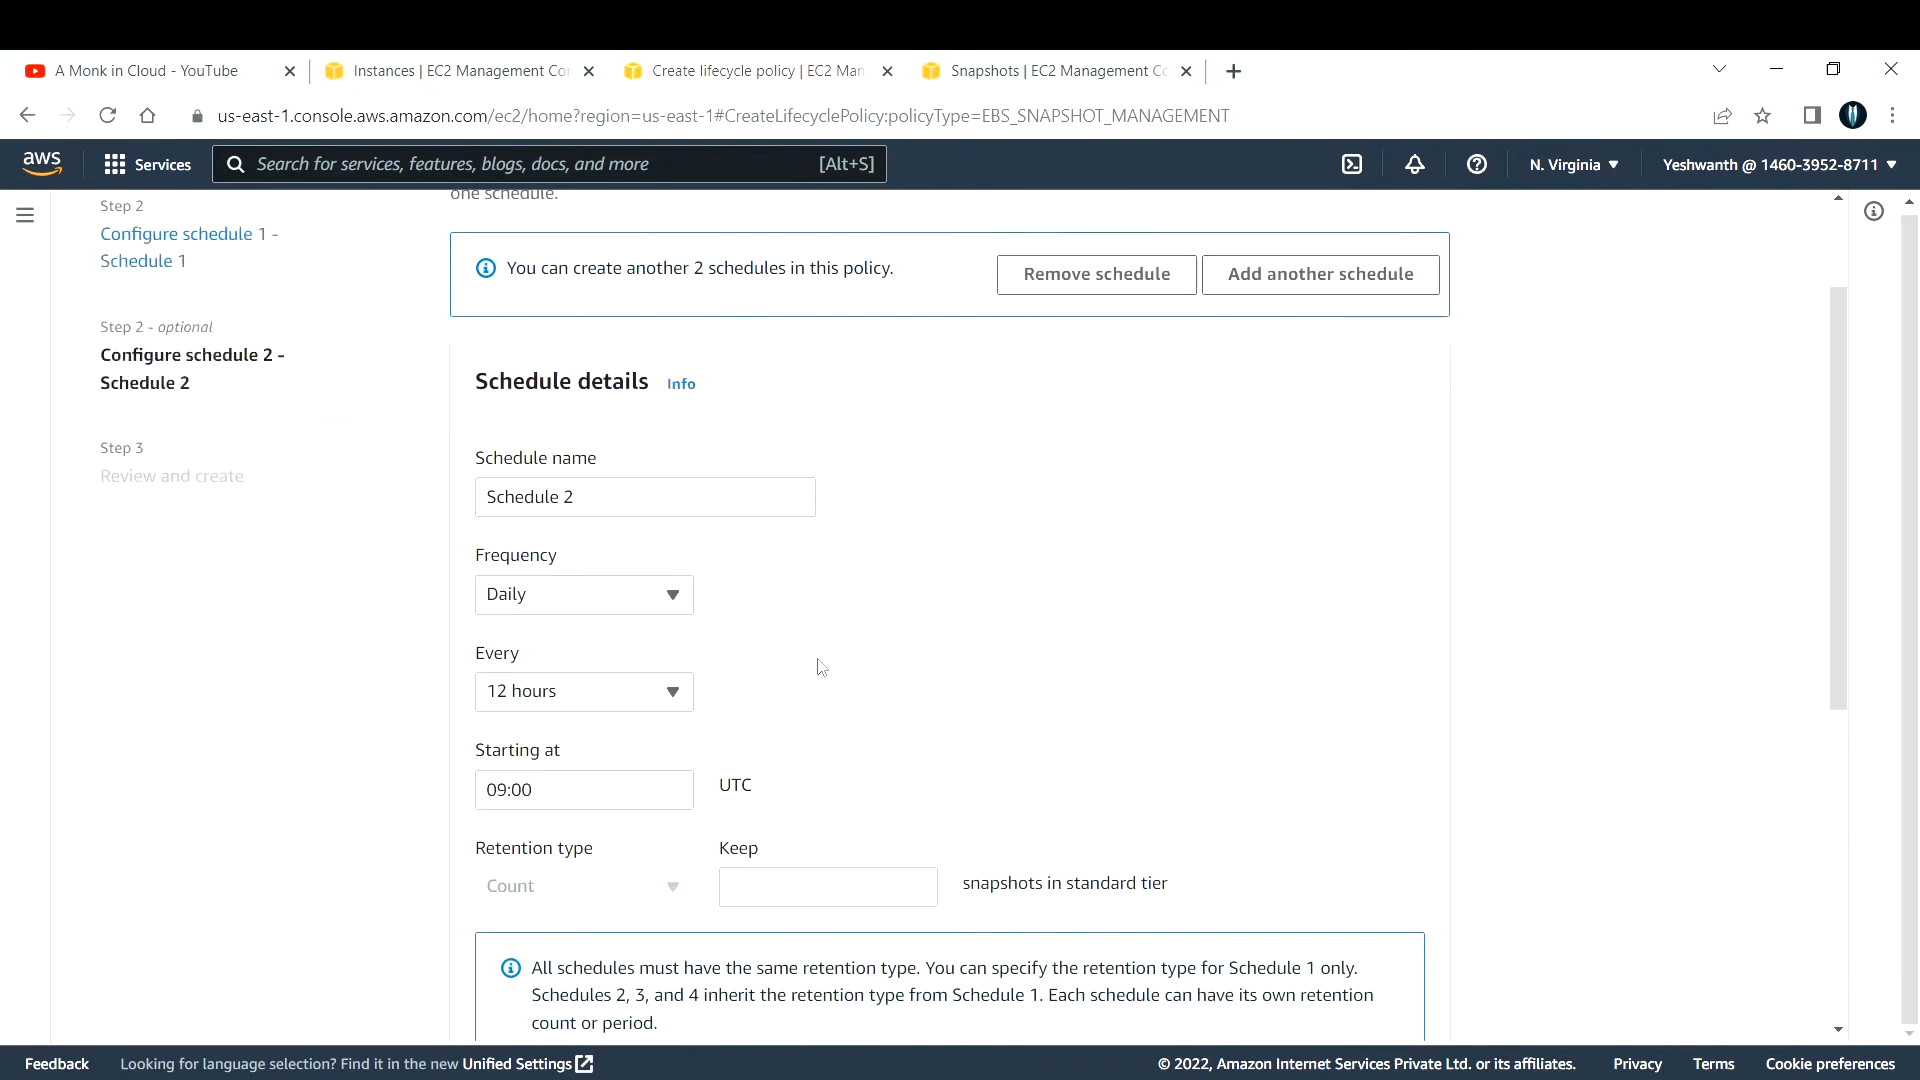 A Monk in Cloud - YouTube
Instances | EC2 Management Co
Create lifecycle policy | EC2 Man
Snapshots | EC2 Management Co
us-east-1.console.aws.amazon.com/ec2/home?region=us-east-1#CreateLifecyclePolicy:policyType=EBS_SNAPSHOT_MANAGEMENT
aws
Services
Search for services, features, blogs, docs, and more
[Alt+S]
N. Virginia
Yeshwanth @ 1460-3952-8711
one schedule.
Step 2
Configure schedule 1 -
Schedule 1
Step 2 - optional
Configure schedule 2 -
Schedule 2
Step 3
Review and create
You can create another 2 schedules in this policy.
Remove schedule
Add another schedule
Schedule details Info
Schedule name
Schedule 2
Frequency
Daily
Every
12 hours
Starting at
09:00
UTC
Retention type
Keep
Count
snapshots in standard tier
All schedules must have the same retention type. You can specify the retention type for Schedule 1 only.
Schedules 2, 3, and 4 inherit the retention type from Schedule 1. Each schedule can have its own retention
count or period.
Feedback
Looking for language selection? Find it in the new Unified Settings
© 2022, Amazon Internet Services Private Ltd. or its affiliates.
Privacy
Terms
Cookie preferences